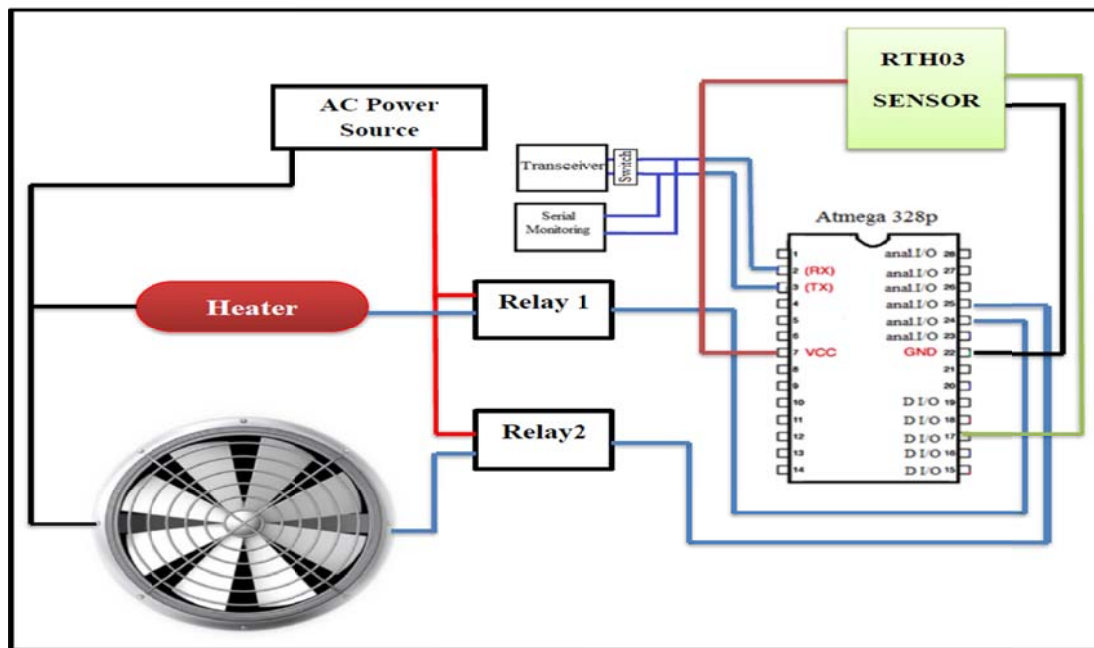 RTH03
SENSOR
AC Power
Source
Transceiver
Switch
Serial
Monitoring
Atmega 328p
1 anal.I/O 28
2 (RX) anal.I/O 27
3 (TX) anal.I/O 26
4 anal.I/O 25
5 anal.I/O 24
6 anal.I/O 23
7 VCC GND 22
8 21
9 20
10 D I/O 19
11 D I/O 18
12 D I/O 17
13 D I/O 16
14 D I/O 15
Heater
Relay 1
Relay2